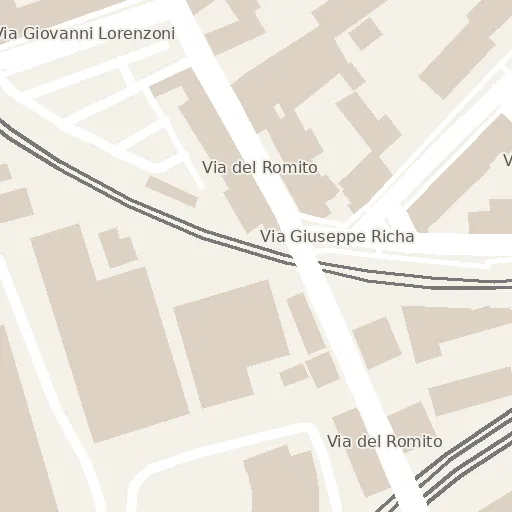 Via Giovanni Lorenzoni
Via del Romito
V
Via Giuseppe Richa
Via del Romito